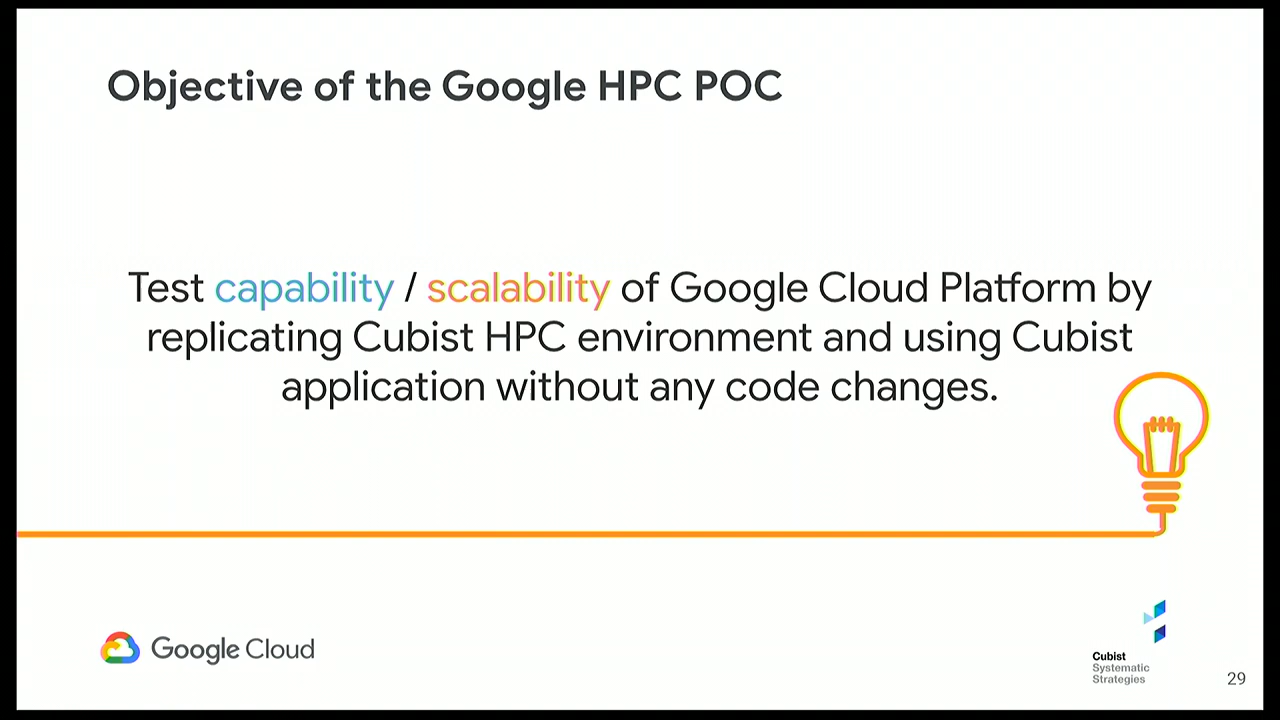 Objective of the Google HPC POC
Test capability / scalability of Google Cloud Platform by
replicating Cubist HPC environment and using Cubist
application without any code changes.
Google Cloud
Cubist
Systematic
Strategies
29